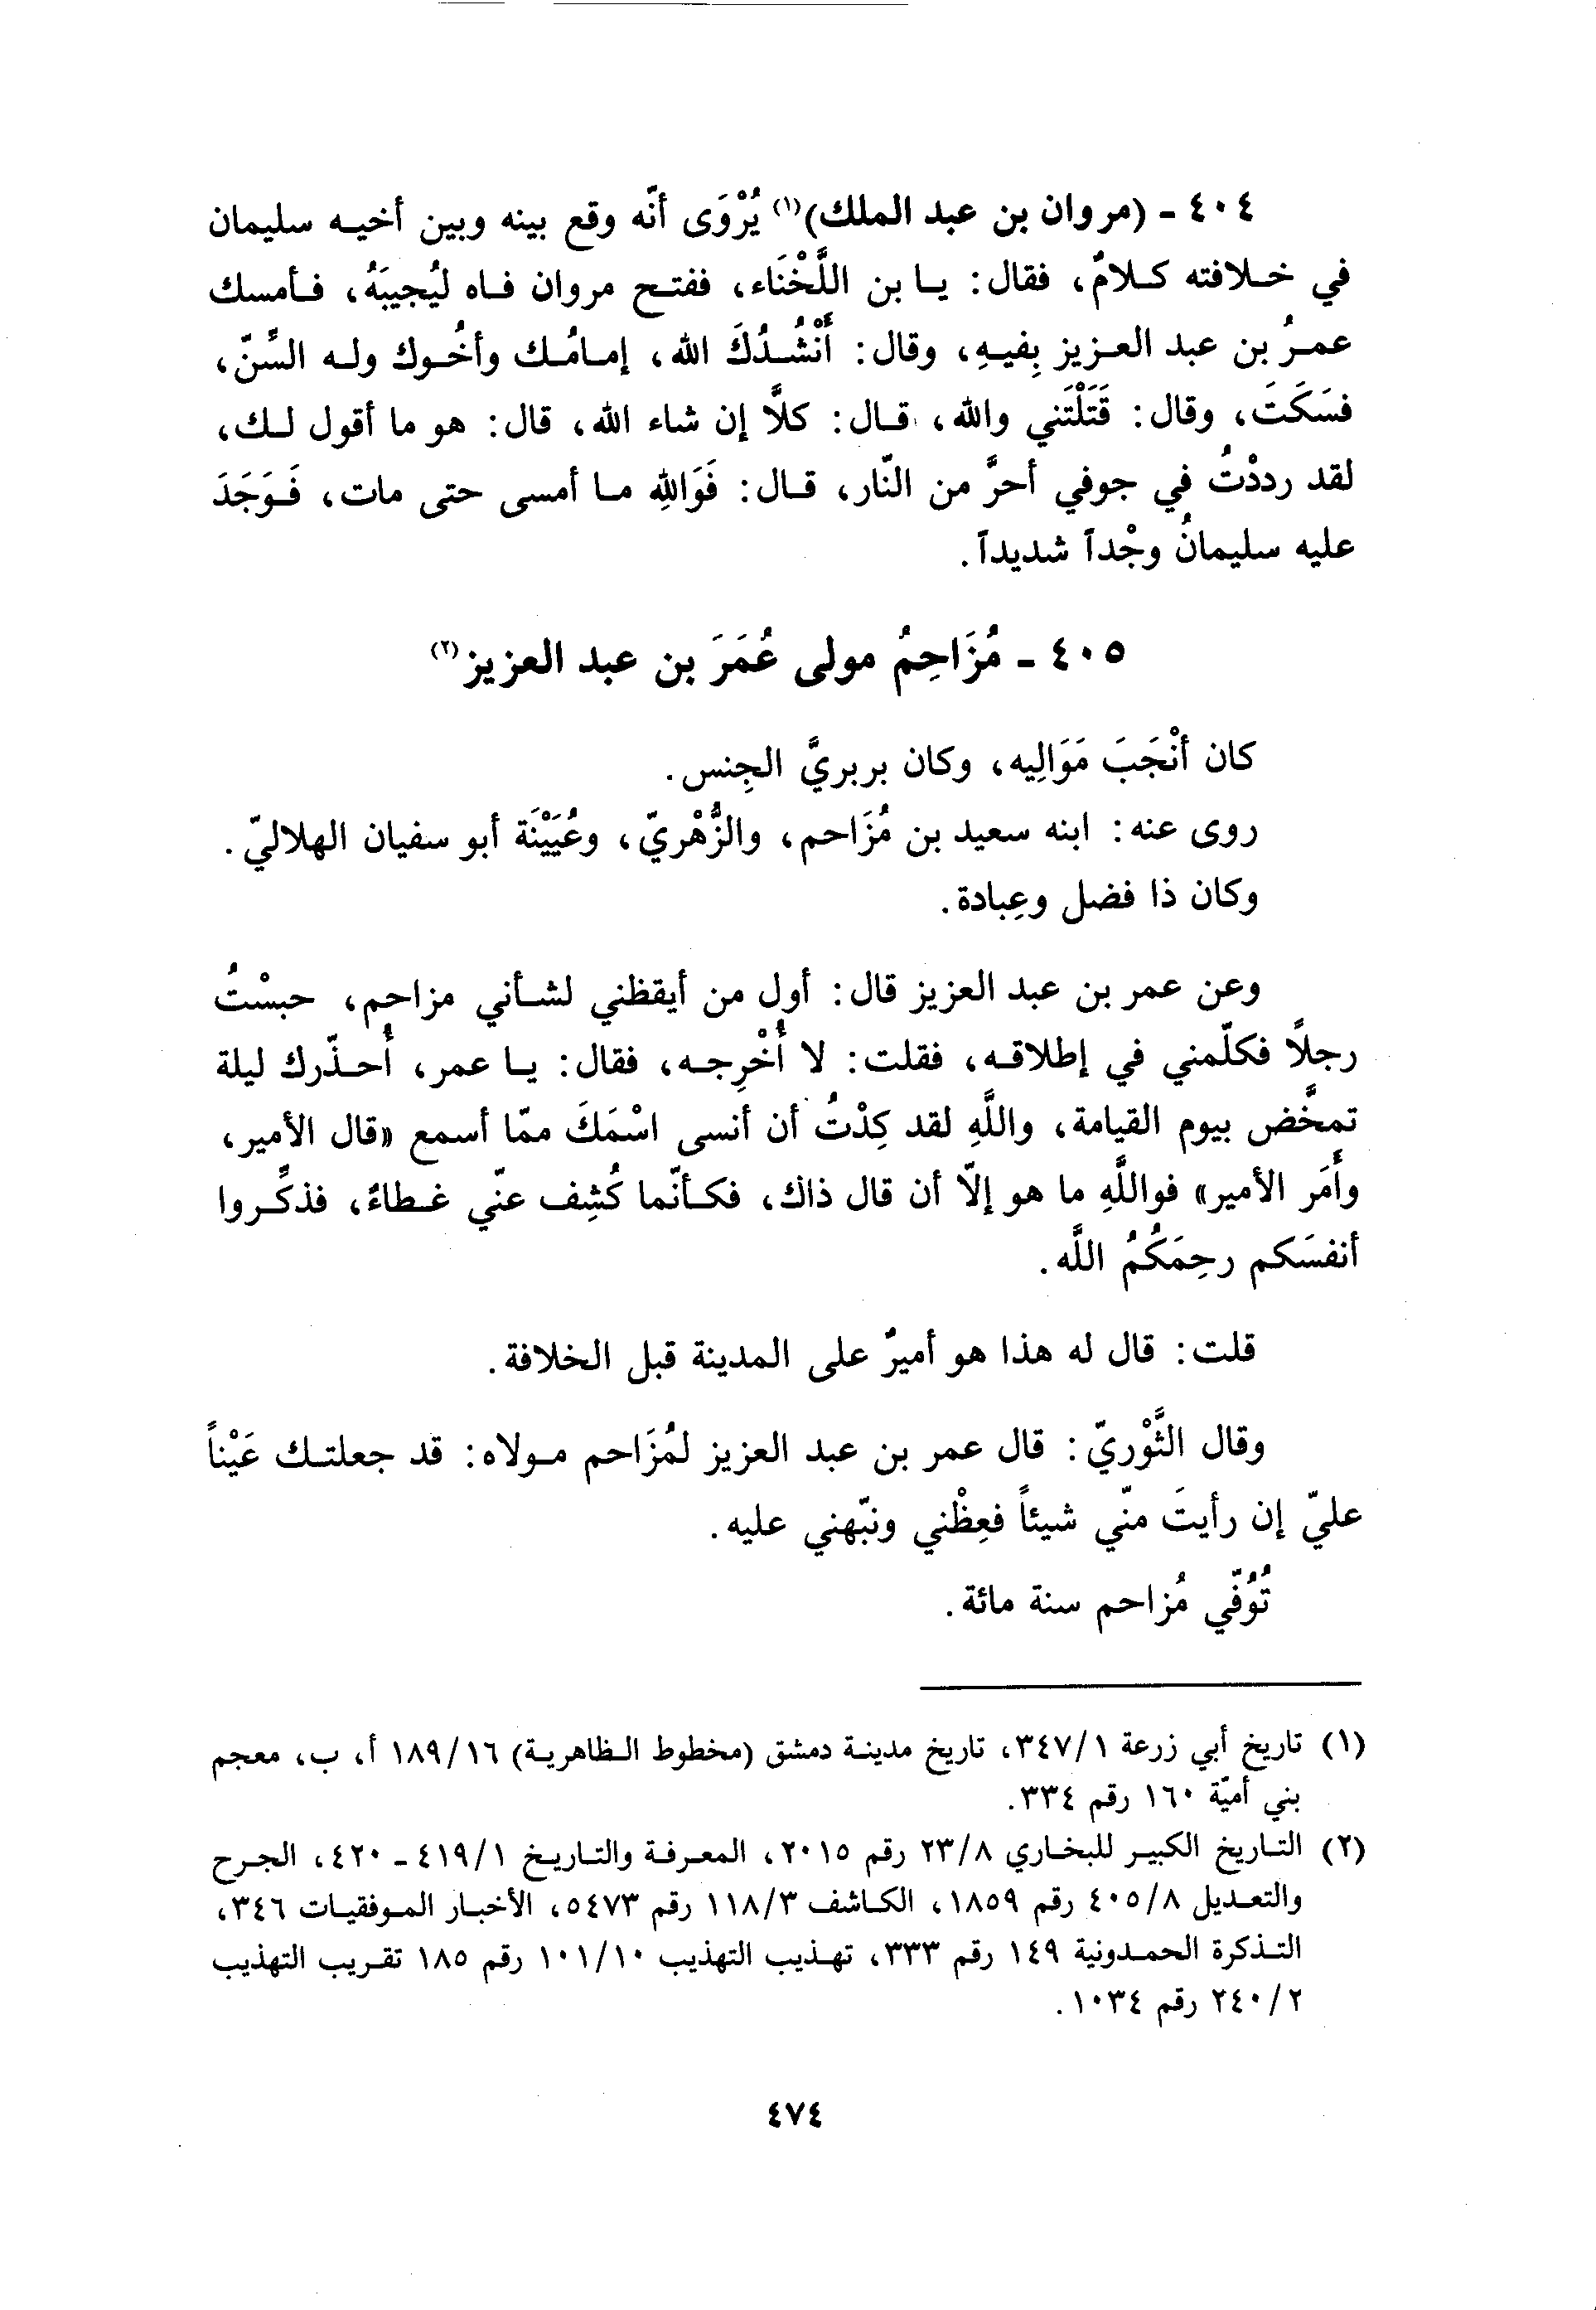 ٤٠٤ - (مروان بن عبد الملك)(١) يُرْوَى أنّه وقع بينه وبين أخيه سليمان
في خلافته كلامٌ، فقال: يا بن اللَّخْنَاء، ففتح مروان فاه ليُجيبَهُ، فأمسك
عمرُ بن عبد العزيز بِفيهِ، وقال: أَنْشُدُكَ الله، إمامُك وأخُوك وله السِّنّ،
فسَكَتَ، وقال: قَتَلْتَني والله، قال: كلاَّ إن شاء الله، قال: هو ما أقول لك،
لقد رددْتُ في جوفي أحرَّ من النّار، قال: فَوَاللهِ ما أمسى حتى مات، فَوَجَدَ
عليه سليمانُ وجْداً شديداً.
٤٠٥ - مُزَاحِمُ مولى عُمَرَ بن عبد العزيز(٢)
كان أنْجَبَ مَوَالِيه، وكان بربريَّ الجِنس.
روى عنه: ابنه سعيد بن مُزَاحم، والزُّهْريّ، وعُيَيْنَة أبو سفيان الهلاليّ.
وكان ذا فضل وعِبادة.
وعن عمر بن عبد العزيز قال: أول من أيقظني لشأني مزاحم، حبسْتُ
رجلاً فكلّمني في إطلاقه، فقلت: لا أُخْرِجه، فقال: يا عمر، أُحذّرك ليلة
تمخَّض بيوم القيامة، واللَّهِ لقد كِدْتُ أن أنسى اسْمَكَ ممّا أسمع «قال الأمير،
وأَمَر الأمير» فواللَّهِ ما هو إلّا أن قال ذاك، فكأنّما كُشِف عنّي غطاءٌ، فذكِّروا
أنفسَكم رحِمَكُمُ اللَّه.
قلت: قال له هذا هو أميرٌ على المدينة قبل الخلافة.
وقال الثَّوْريّ: قال عمر بن عبد العزيز لمُزَاحم مولاه: قد جعلتك عَيْناً
عليّ إن رأيتَ منّي شيئاً فعِظْني ونبّهني عليه.
تُوُفّي مُزاحم سنة مائة.
(١) تاريخ أبي زرعة ٣٤٧/١، تاريخ مدينة دمشق (مخطوط الظاهرية) ١٨٩/١٦ أ، ب، معجم
بني أميّة ١٦٠ رقم ٣٣٤.
(٢) التاريخ الكبير للبخاري ٢٣/٨ رقم ٢٠١٥، المعرفة والتاريخ ٤١٩/١ - ٤٢٠، الجرح
والتعديل ٤٠٥/٨ رقم ١٨٥٩، الكاشف ١١٨/٣ رقم ٥٤٧٣، الأخبار الموفقيات ٣٤٦،
التذكرة الحمدونية ١٤٩ رقم ٣٣٣، تهذيب التهذيب ١٠١/١٠ رقم ١٨٥ تقريب التهذيب
٢٤٠/٢ رقم ١٠٣٤.
٤٧٤